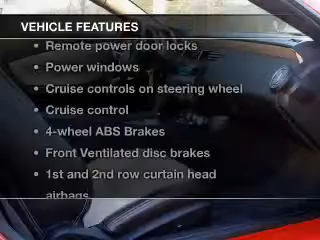 VEHICLE FEATURES
• Remote power door locks
• Power windows
• Cruise controls on steering wheel
• Cruise control
• 4-wheel ABS Brakes
• Front Ventilated disc brakes
• 1st and 2nd row curtain head
airbags